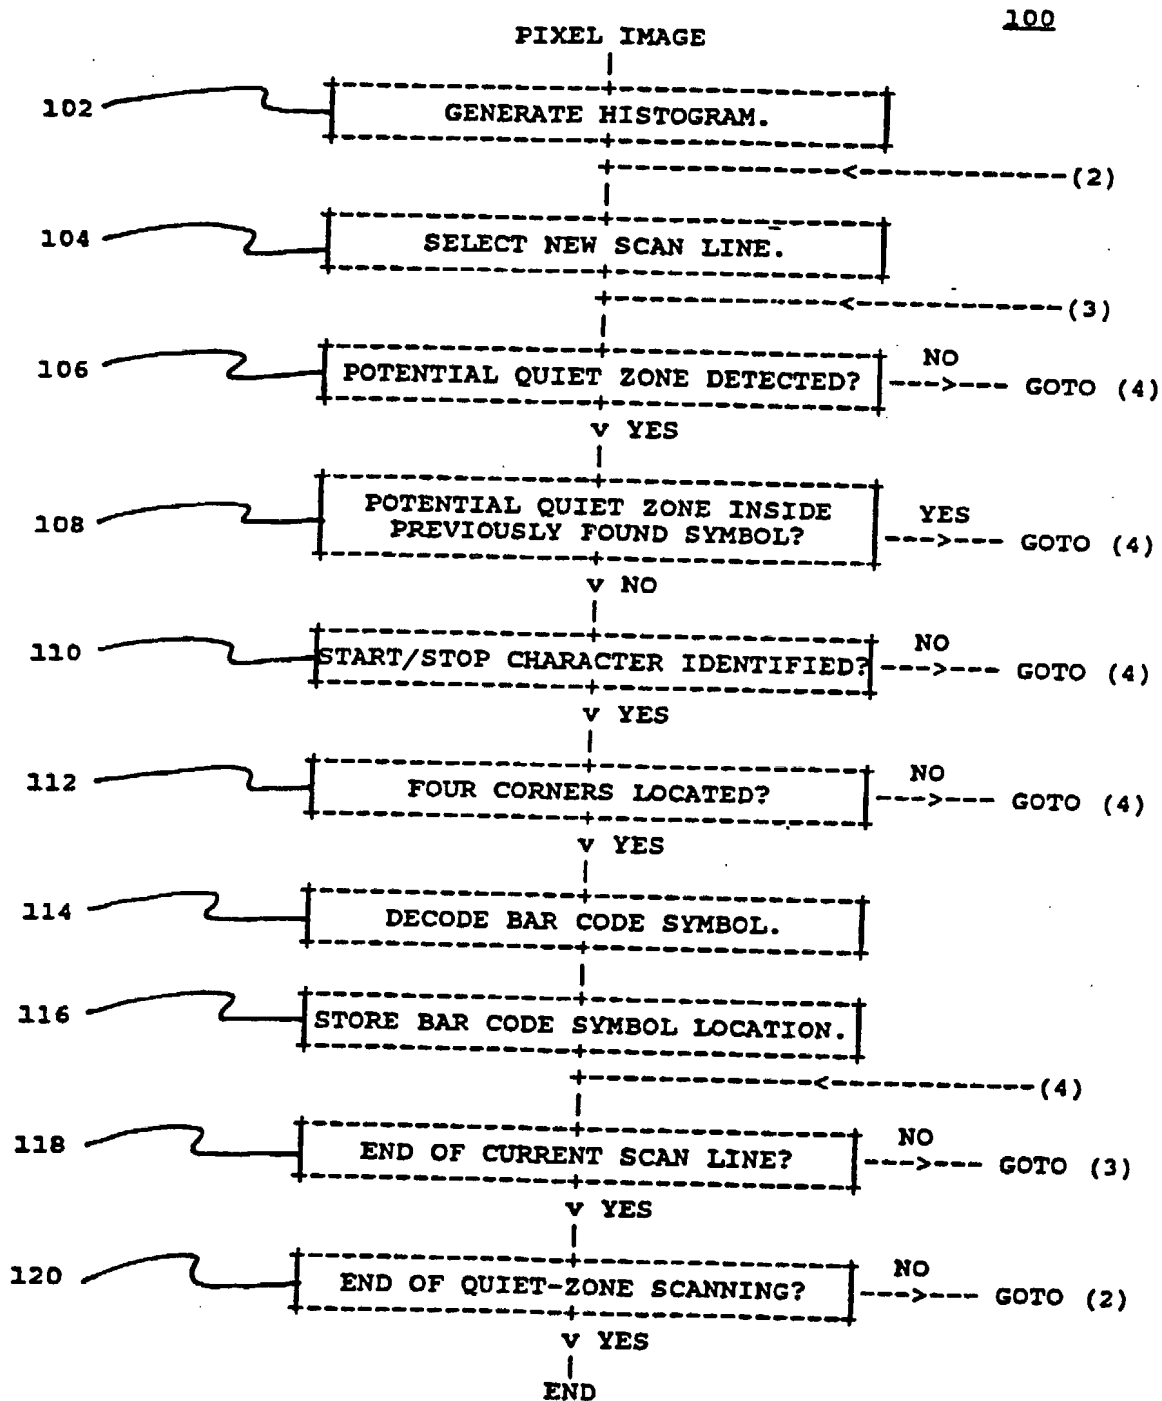 100
PIXEL IMAGE
102 GENERATE HISTOGRAM.
(2)
104 SELECT NEW SCAN LINE.
(3)
106 POTENTIAL QUIET ZONE DETECTED? NO --->--- GOTO (4)
v YES
108 POTENTIAL QUIET ZONE INSIDE
PREVIOUSLY FOUND SYMBOL? YES --->--- GOTO (4)
v NO
110 START/STOP CHARACTER IDENTIFIED? NO --->--- GOTO (4)
v YES
112 FOUR CORNERS LOCATED? NO --->--- GOTO (4)
v YES
114 DECODE BAR CODE SYMBOL.
116 STORE BAR CODE SYMBOL LOCATION.
(4)
118 END OF CURRENT SCAN LINE? NO --->--- GOTO (3)
v YES
120 END OF QUIET-ZONE SCANNING? NO --->--- GOTO (2)
v YES
END